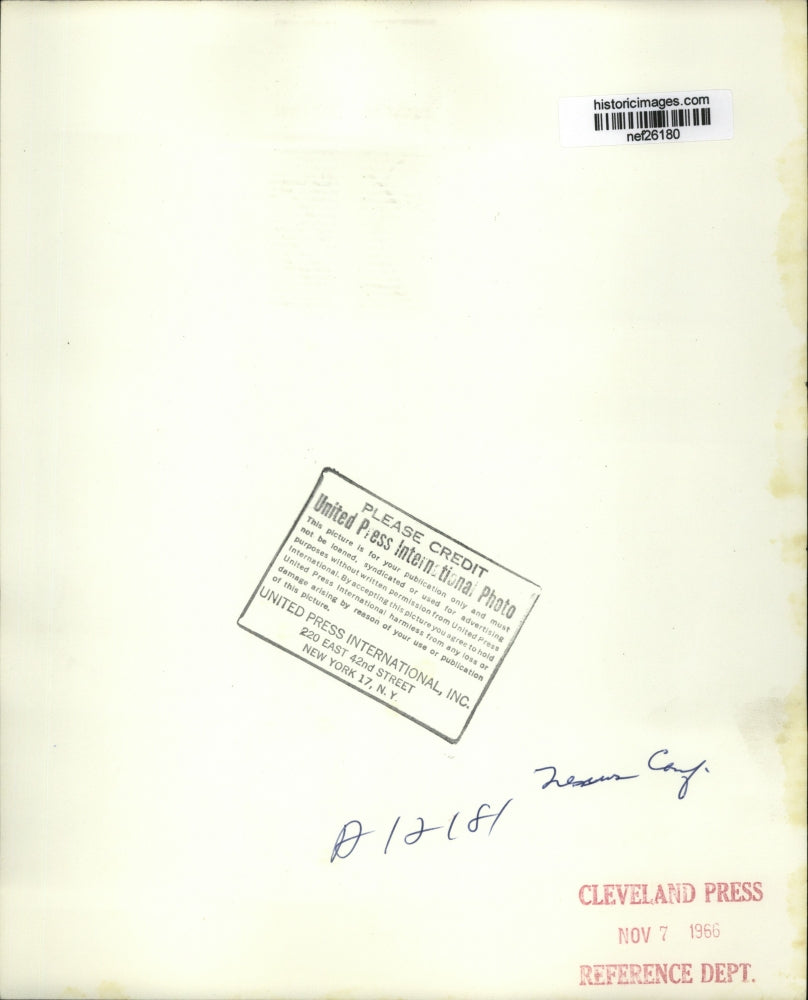 historicimages.com
nef26180
PLEASE CREDIT
United Press International Photo
This picture is for your publication only and must
not be loaned, syndicated or used for advertising
purposes without written permission from United Press
International. By accepting this picture you agree to hold
United Press International harmless from any loss or
damage arising by reason of your use or publication
of this picture.
UNITED PRESS INTERNATIONAL, INC.
220 EAST 42nd STREET
NEW YORK 17, N. Y.
CLEVELAND PRESS
NOV 7 1966
REFERENCE DEPT.